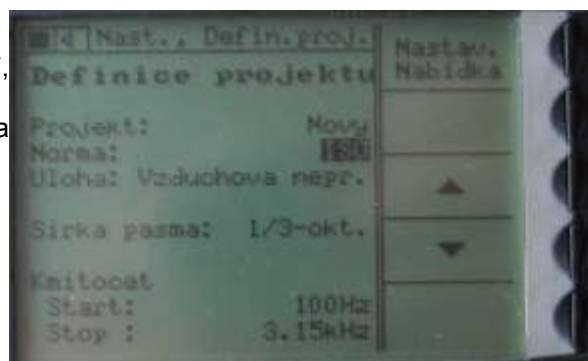 Nast., Defin.proj.
Nastav.
Nabidka
Definice projektu
Projekt: Novy
Norma: ISO
Uloha: Vzduchova nepr.
Sirka pasma: 1/3-okt.
Kmitocet
Start: 100Hz
Stop : 3.15kHz
,
a